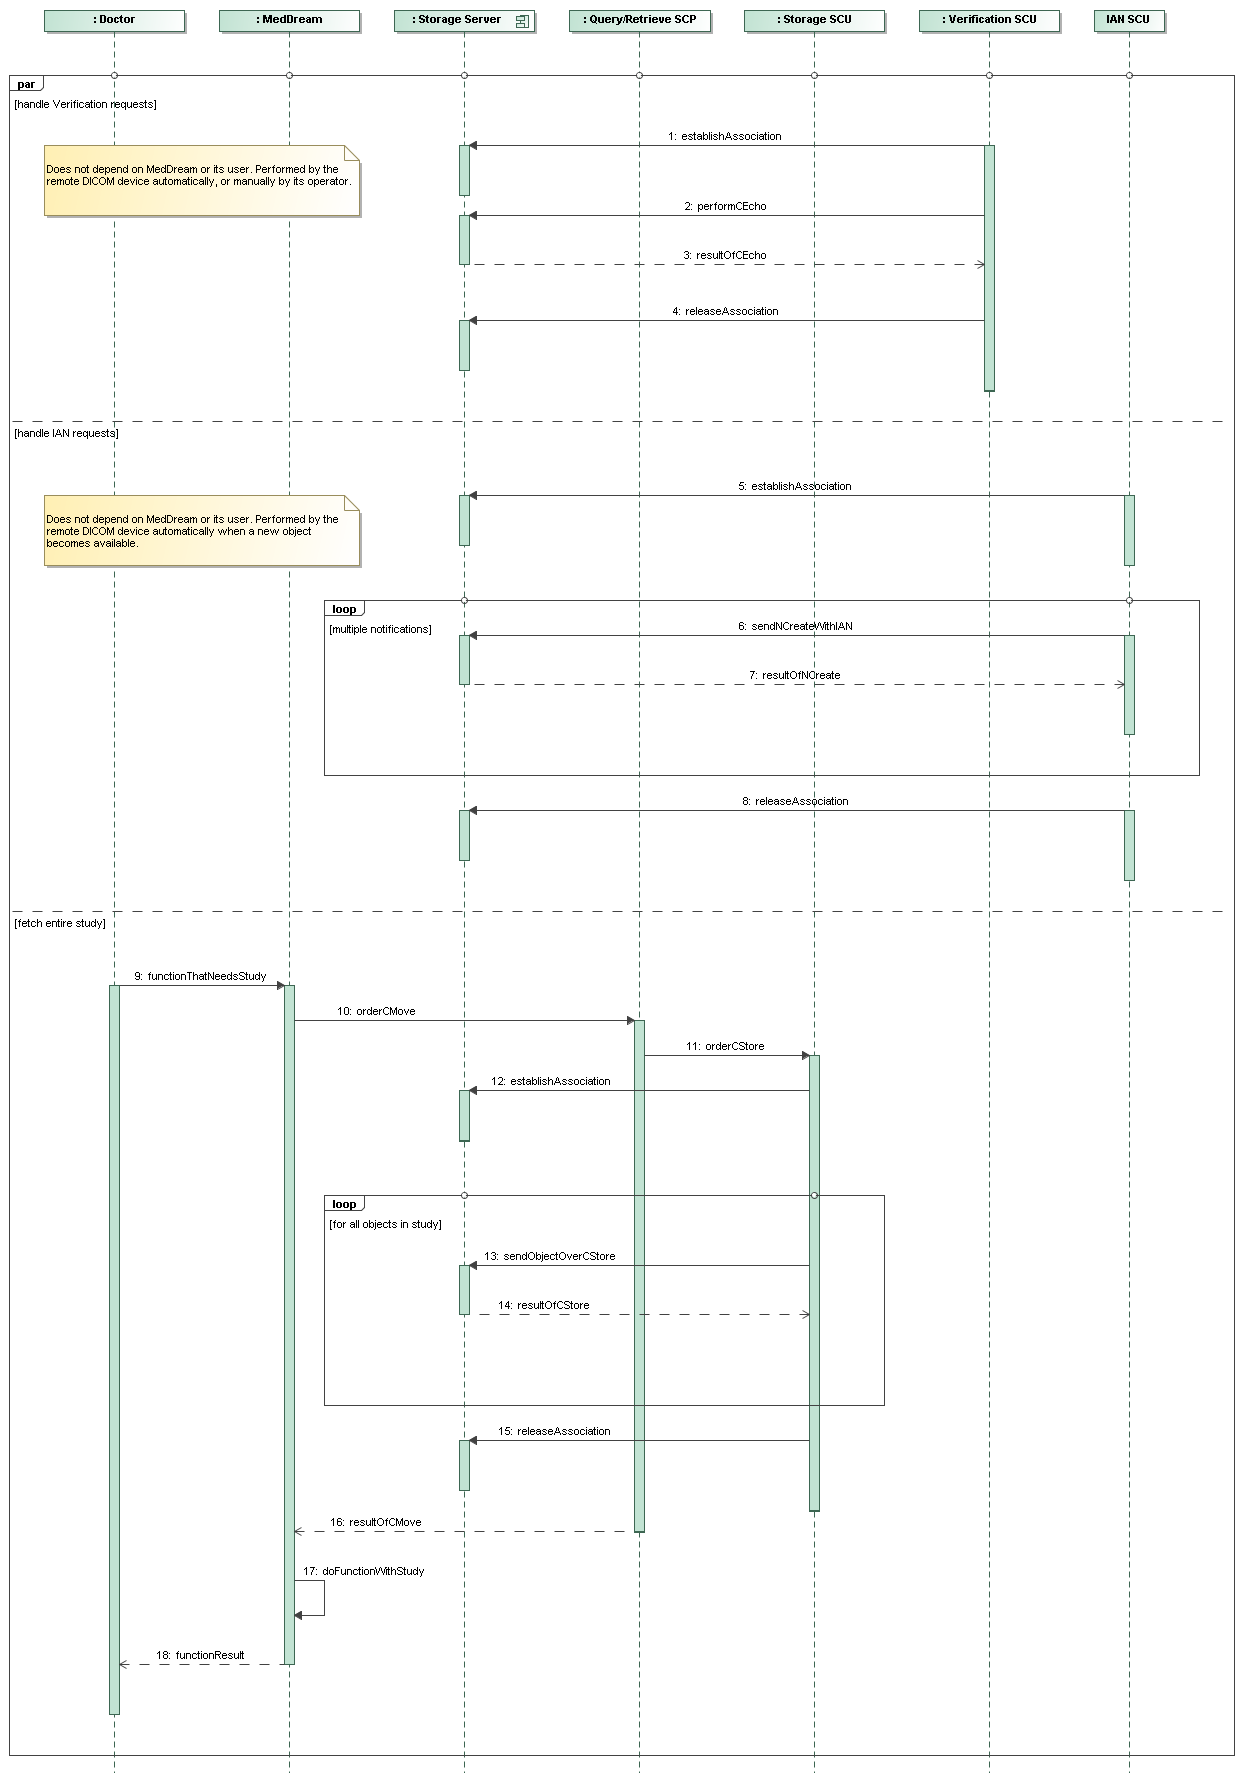 : Doctor
: MedDream
: Storage Server
: Query/Retrieve SCP
: Storage SCU
: Verification SCU
IAN SCU
par
[handle Verification requests]
1: establishAssociation
Does not depend on MedDream or its user. Performed by the
remote DICOM device automatically, or manually by its operator.
2: performCEcho
3: resultOfCEcho
4: releaseAssociation
[handle IAN requests]
5: establishAssociation
Does not depend on MedDream or its user. Performed by the
remote DICOM device automatically when a new object
becomes available.
loop
[multiple notifications]
6: sendNCreateWithIAN
7: resultOfNCreate
8: releaseAssociation
[fetch entire study]
9: functionThatNeedsStudy
10: orderCMove
11: orderCStore
12: establishAssociation
loop
[for all objects in study]
13: sendObjectOverCStore
14: resultOfCStore
15: releaseAssociation
16: resultOfCMove
17: doFunctionWithStudy
18: functionResult